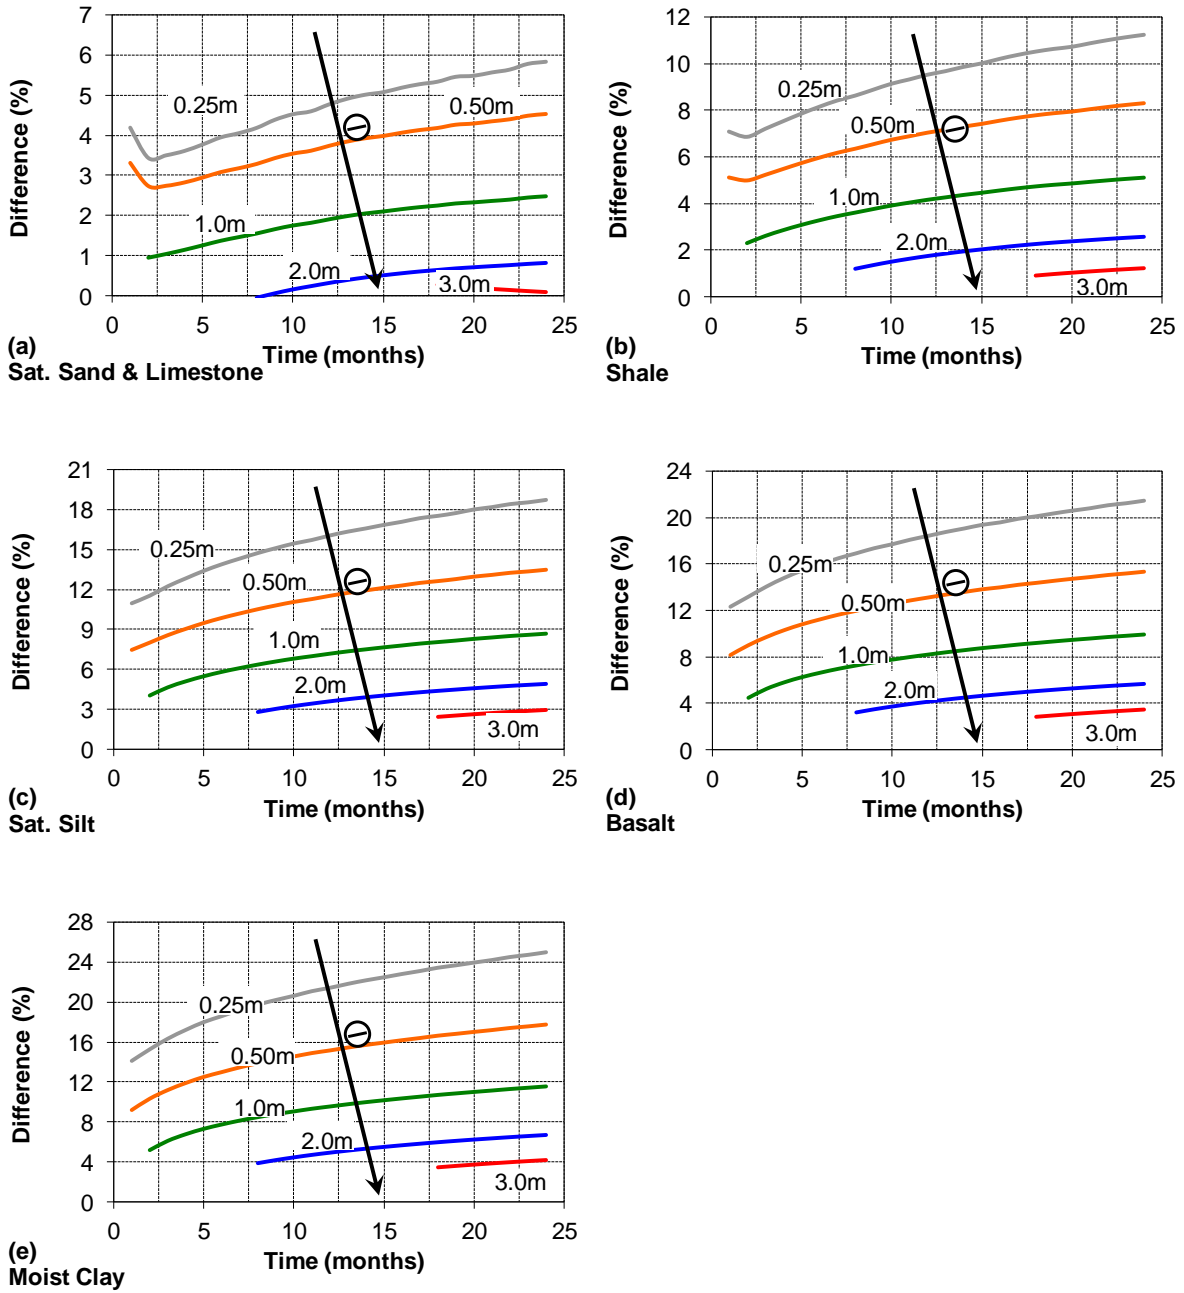 7
6
5
4
3
2
1
0
Difference (%)
0.25m
0.50m
1.0m
2.0m
3.0m
0 5 10 15 20 25
Time (months)
(a)
Sat. Sand & Limestone
12
10
8
6
4
2
0
Difference (%)
0.25m
0.50m
1.0m
2.0m
3.0m
0 5 10 15 20 25
Time (months)
(b)
Shale
21
18
15
12
9
6
3
0
Difference (%)
0.25m
0.50m
1.0m
2.0m
3.0m
0 5 10 15 20 25
Time (months)
(c)
Sat. Silt
24
20
16
12
8
4
0
Difference (%)
0.25m
0.50m
1.0m
2.0m
3.0m
0 5 10 15 20 25
Time (months)
(d)
Basalt
28
24
20
16
12
8
4
0
Difference (%)
0.25m
0.50m
1.0m
2.0m
3.0m
0 5 10 15 20 25
Time (months)
(e)
Moist Clay